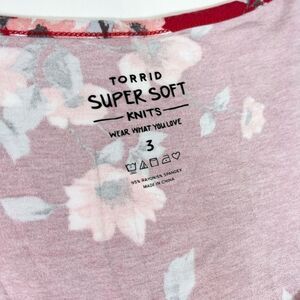 TORRID
SUPER SOFT
KNITS
WEAR WHAT YOU LOVE
3
95% RAYON/5% SPANDEX
MADE IN CHINA